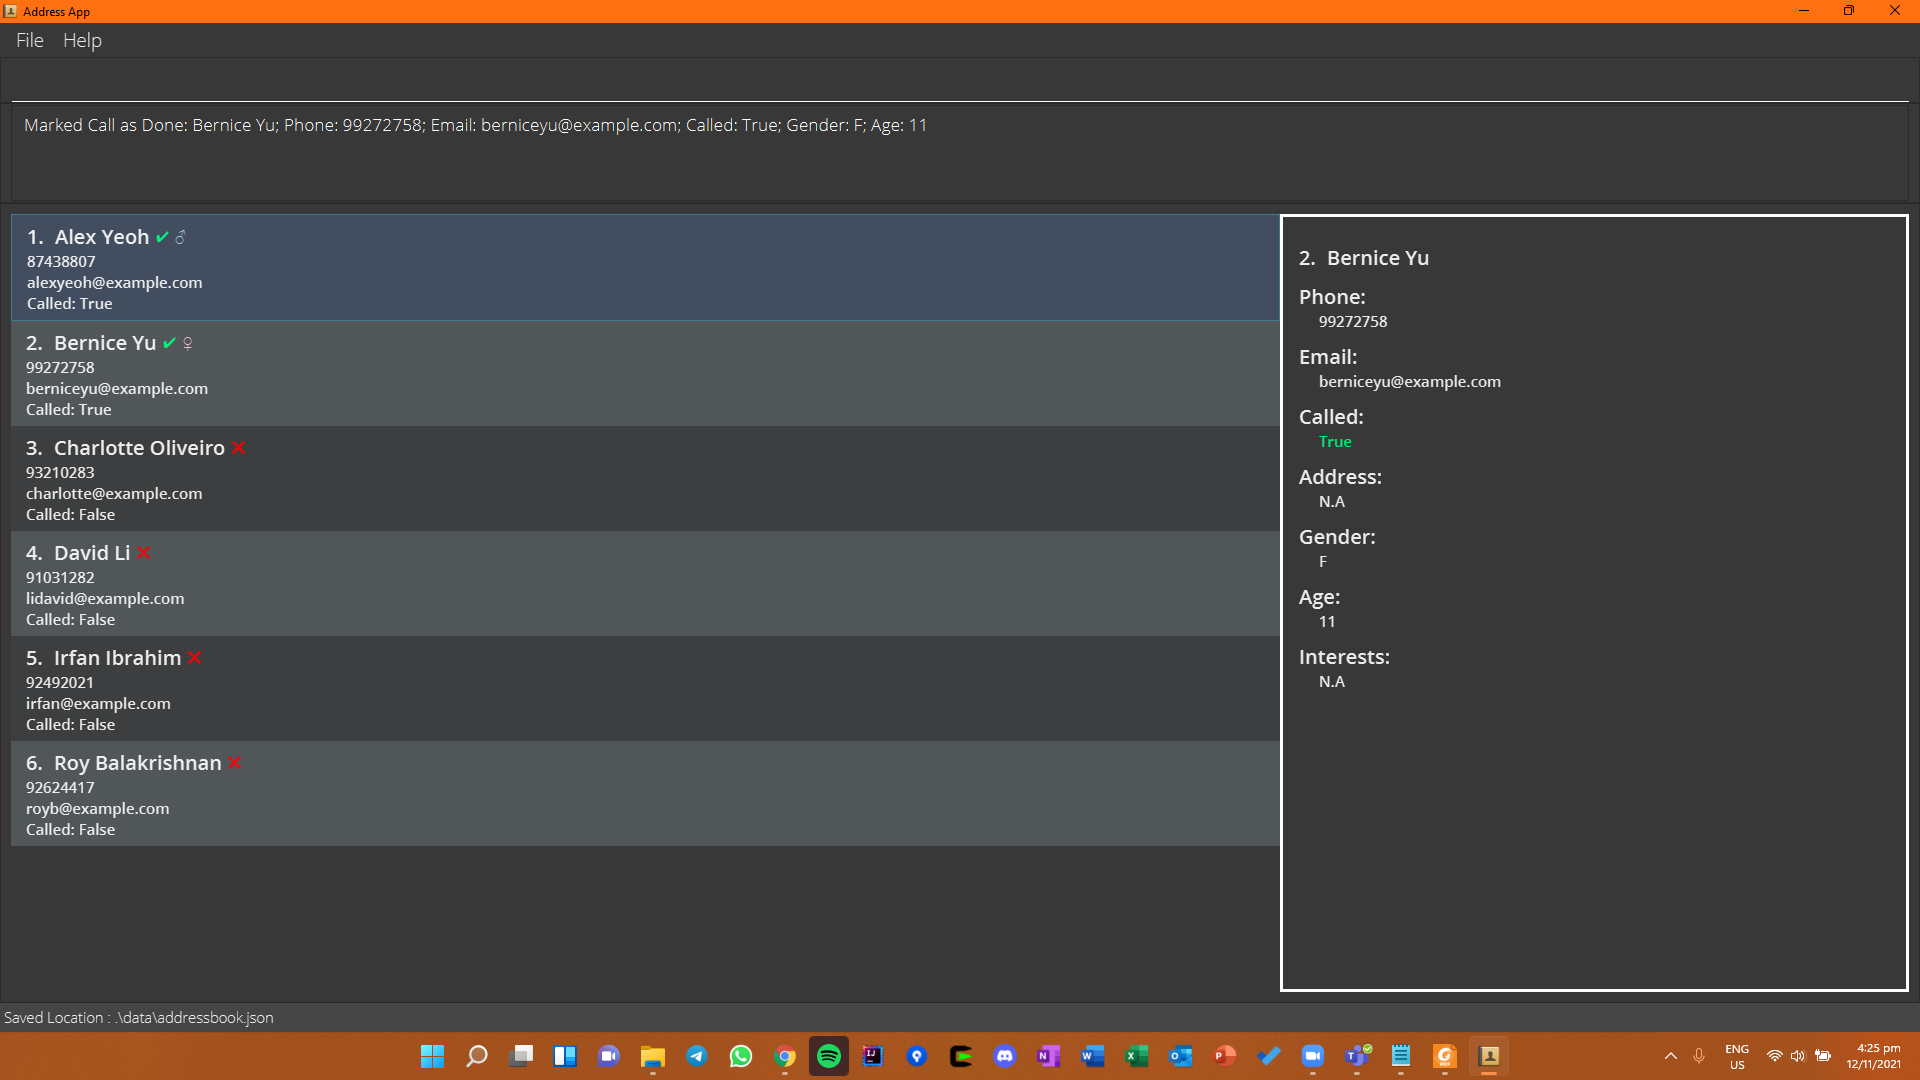 Address App
File Help
Marked Call as Done: Bernice Yu; Phone: 99272758; Email: berniceyu@example.com; Called: True; Gender: F; Age: 11
1. Alex Yeoh ✔ ♂
87438807
alexyeoh@example.com
Called: True
2. Bernice Yu ✔ ♀
99272758
berniceyu@example.com
Called: True
3. Charlotte Oliveiro ❌
93210283
charlotte@example.com
Called: False
4. David Li ❌
91031282
lidavid@example.com
Called: False
5. Irfan Ibrahim ❌
92492021
irfan@example.com
Called: False
6. Roy Balakrishnan ❌
92624417
royb@example.com
Called: False
2. Bernice Yu
Phone:
99272758
Email:
berniceyu@example.com
Called:
True
Address:
N.A
Gender:
F
Age:
11
Interests:
N.A
Saved Location : .\data\addressbook.json
ENG
US
4:25 pm
12/11/2021